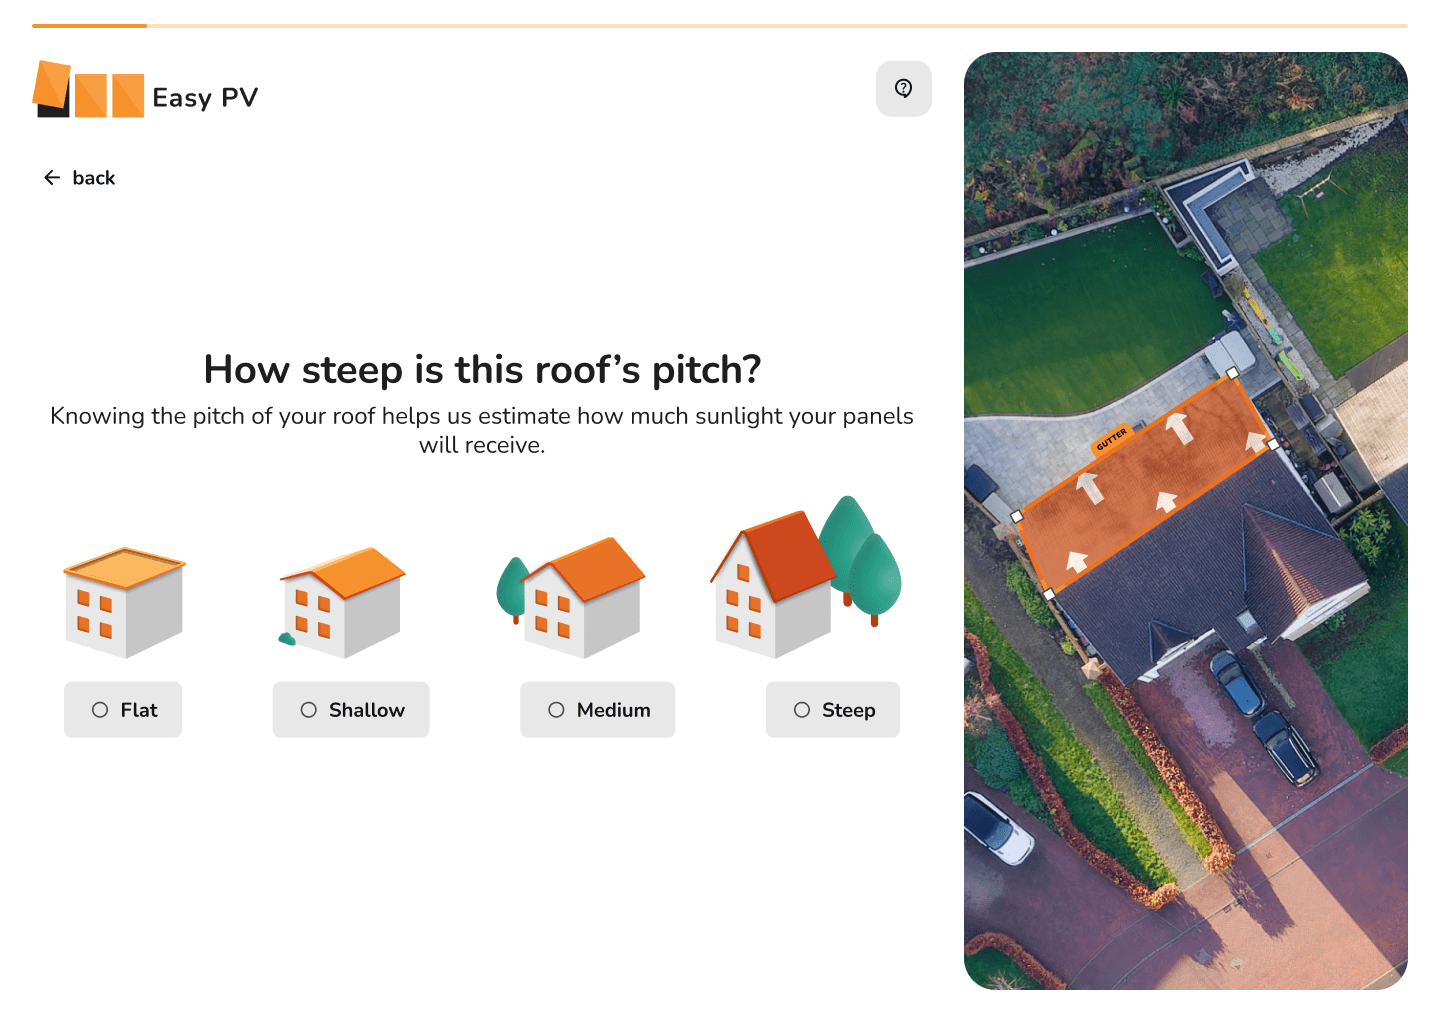 Easy PV
back
How steep is this roof’s pitch?
Knowing the pitch of your roof helps us estimate how much sunlight your panels
will receive.
GUTTER
Flat
Shallow
Medium
Steep